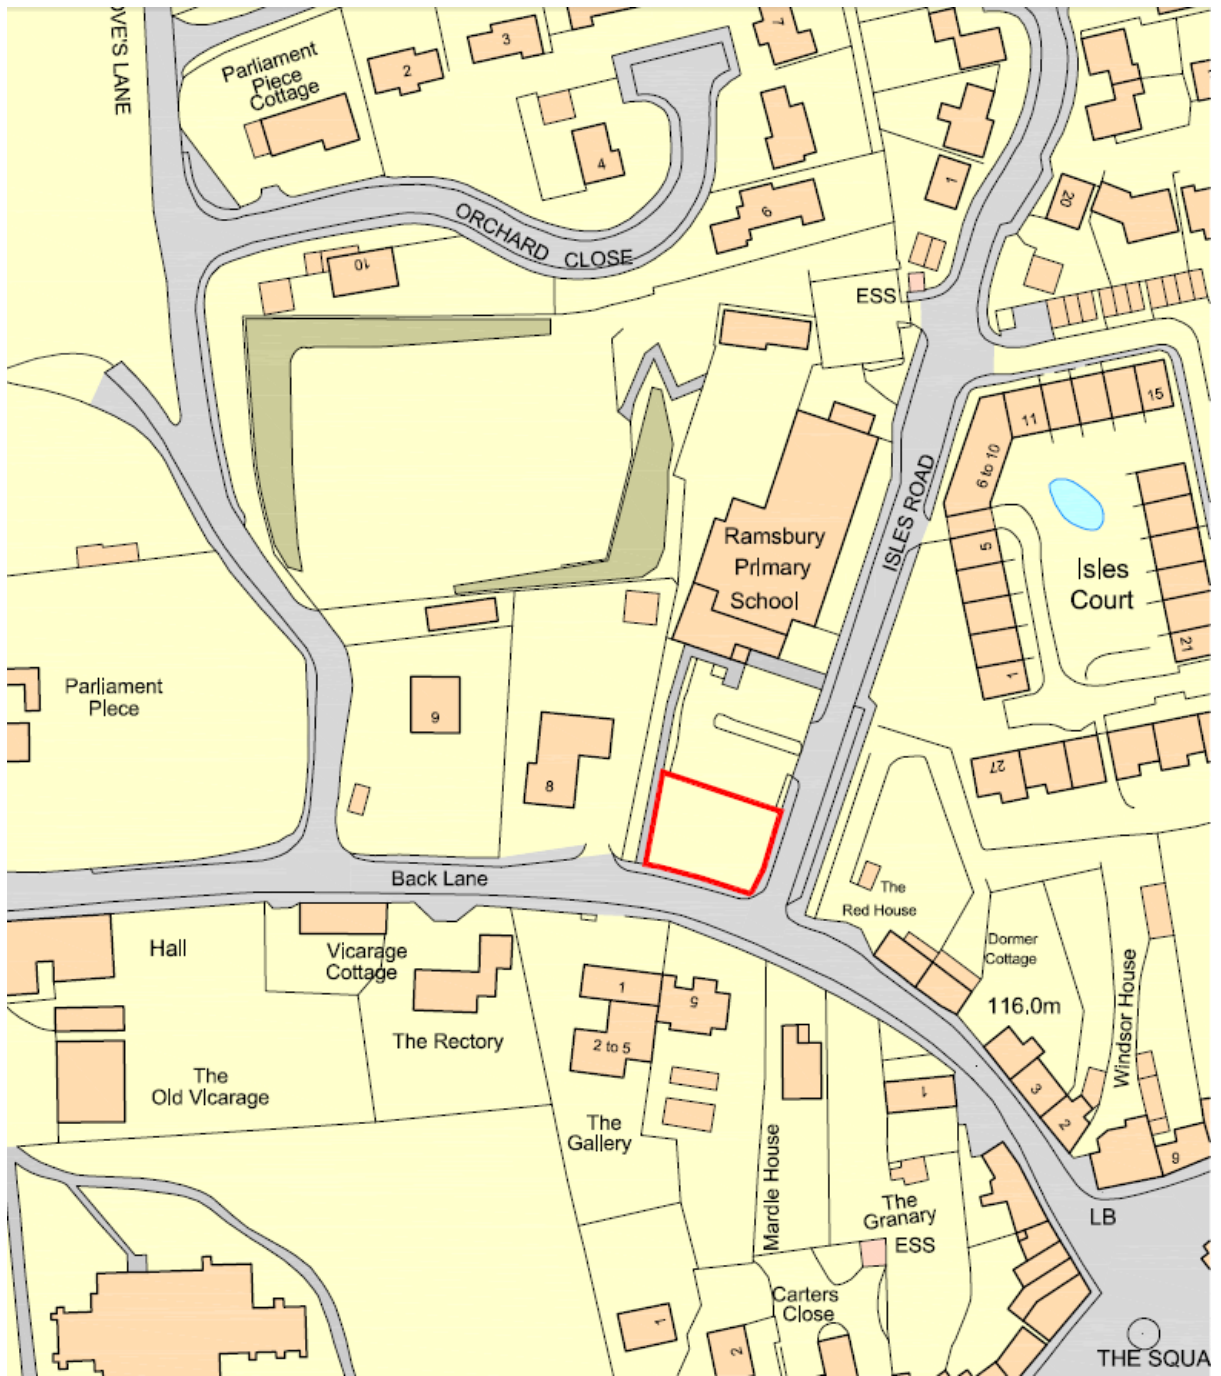 OVE'S LANE
Parliament
Piece
Cottage
2
3
7
4
1
20
6
ORCHARD CLOSE
10
ESS
11
15
6 to 10
ISLES ROAD
Ramsbury
Primary
School
5
Isles
Court
21
1
Parliament
Piece
9
8
27
Back Lane
The
Red House
Hall
Vicarage
Cottage
Dormer
Cottage
116.0m
Windsor House
1
5
The Rectory
2 to 5
The
Old Vicarage
The
Gallery
3
2
1
Mardle House
9
The
Granary
LB
ESS
Carters
Close
1
2
THE SQUA